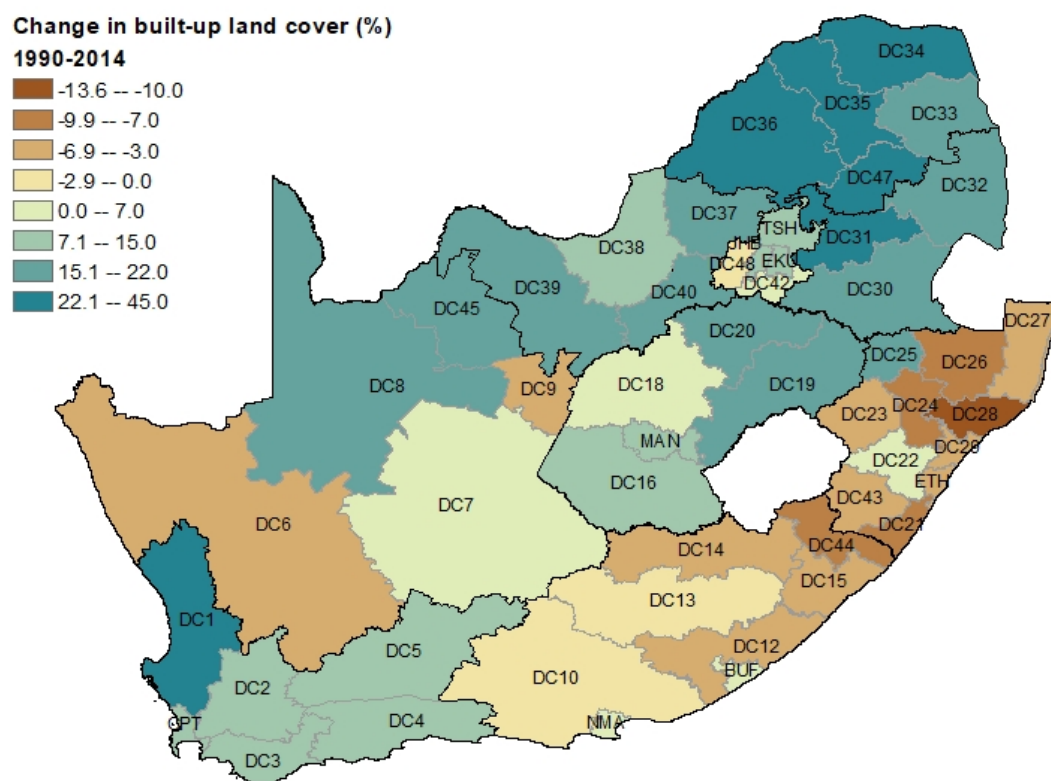 Change in built-up land cover (%)
1990-2014
-13.6 -- -10.0
-9.9 -- -7.0
-6.9 -- -3.0
-2.9 -- 0.0
0.0 -- 7.0
7.1 -- 15.0
15.1 -- 22.0
22.1 -- 45.0
DC34
DC35
DC33
DC36
DC47
DC32
DC37
TSH
DC31
JHB
DC38
DC48
EKU
DC42
DC39
DC40
DC30
DC45
DC27
DC20
DC25
DC26
DC8
DC9
DC18
DC19
DC24
DC23
DC28
MAN
DC29
DC22
DC16
ETH
DC7
DC43
DC6
DC21
DC44
DC14
DC15
DC13
DC1
DC12
DC5
BUF
DC2
DC10
CPT
DC4
NMA
DC3